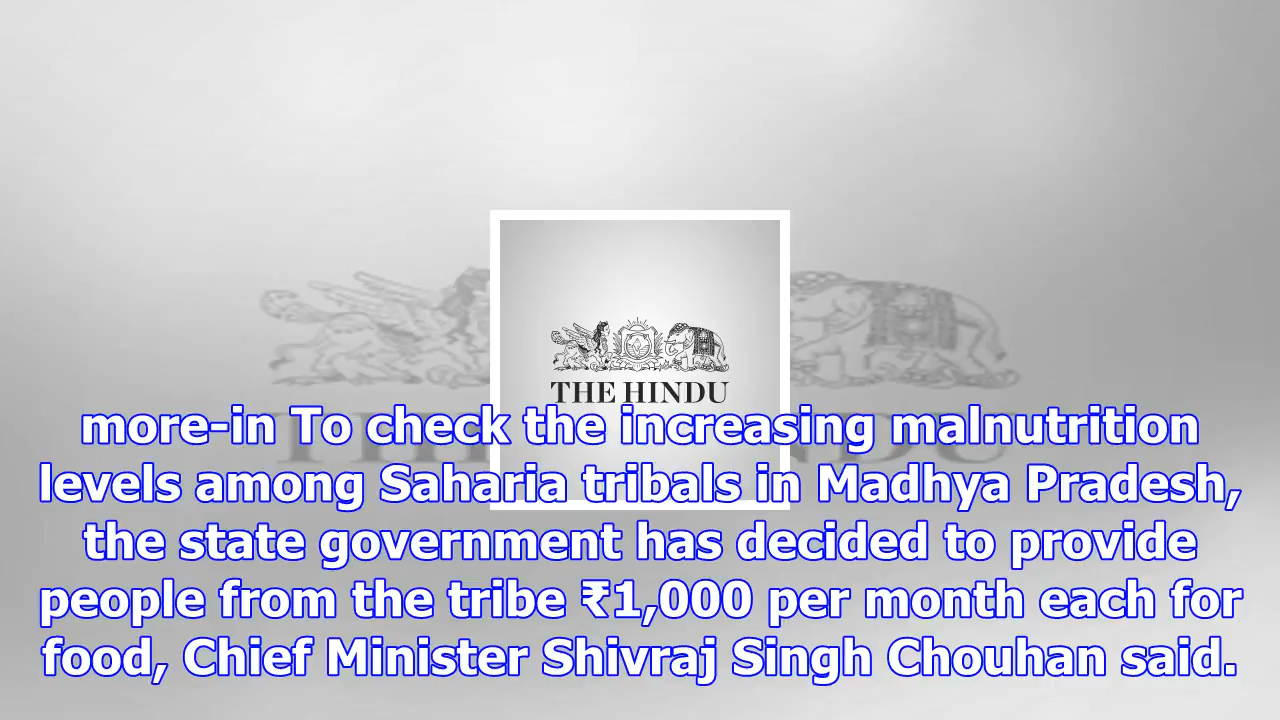 THE HINDU
more-in To check the increasing malnutrition
levels among Saharia tribals in Madhya Pradesh,
the state government has decided to provide
people from the tribe ₹1,000 per month each for
food, Chief Minister Shivraj Singh Chouhan said.